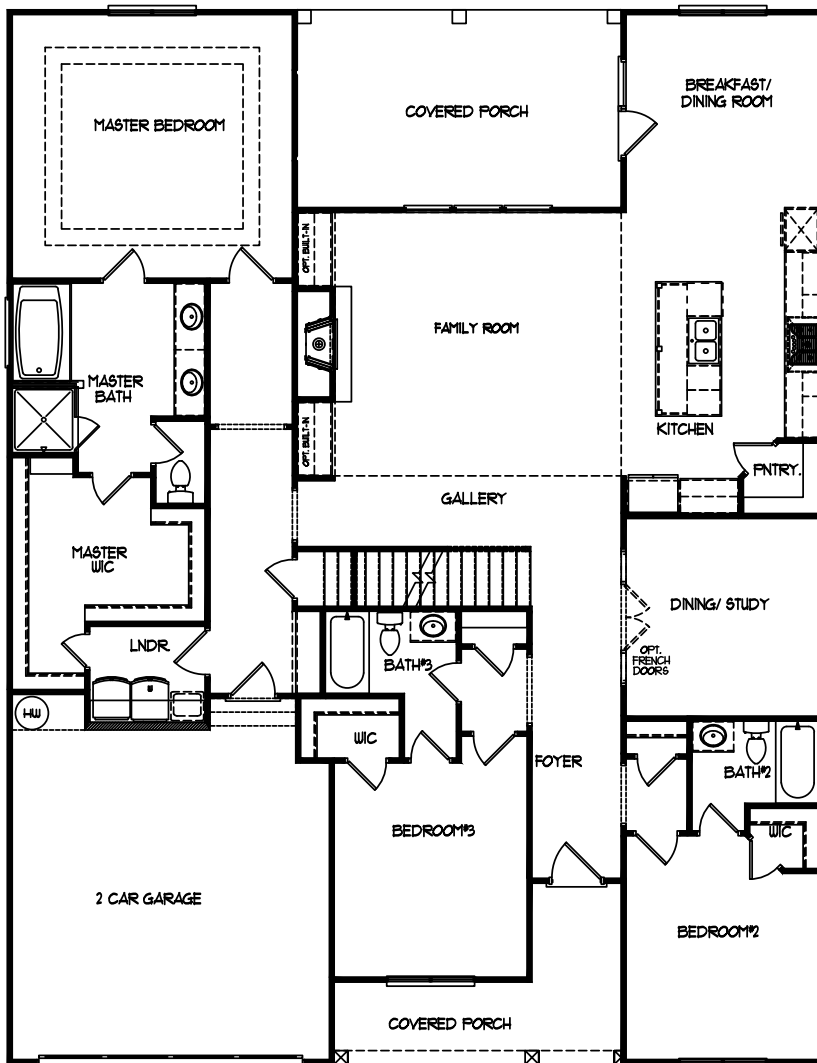 BREAKFAST/
DINING ROOM
COVERED PORCH
MASTER BEDROOM
OPT. BUILT-IN
FAMILY ROOM
MASTER
BATH
KITCHEN
OPT. BUILT-IN
PNTRY.
GALLERY
MASTER
WIC
DINING/ STUDY
LNDR.
OPT.
FRENCH
DOORS
BATH#3
HW
WIC
FOYER
BATH#2
BEDROOM#3
WIC
2 CAR GARAGE
BEDROOM#2
COVERED PORCH